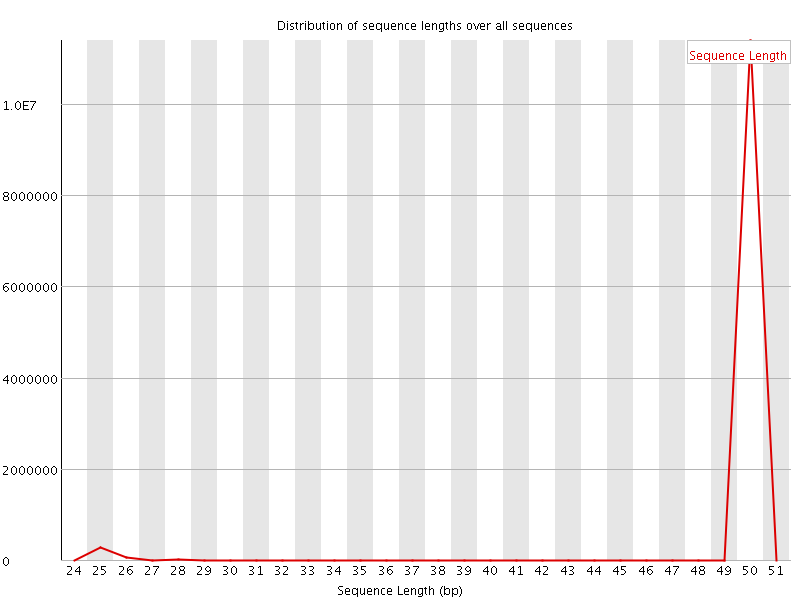 Distribution of sequence lengths over all sequences
Sequence Length
1.0E7
8000000
6000000
4000000
2000000
0
24 25 26 27 28 29 30 31 32 33 34 35 36 37 38 39 40 41 42 43 44 45 46 47 48 49 50 51
Sequence Length (bp)